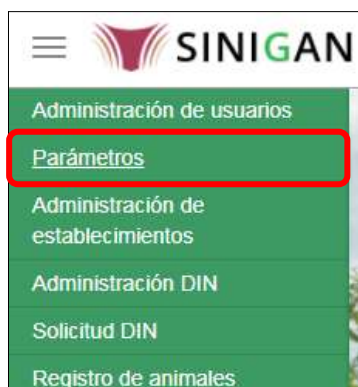 SINIGAN
Administración de usuarios
Parámetros
Administración de
establecimientos
Administración DIN
Solicitud DIN
Registro de animales